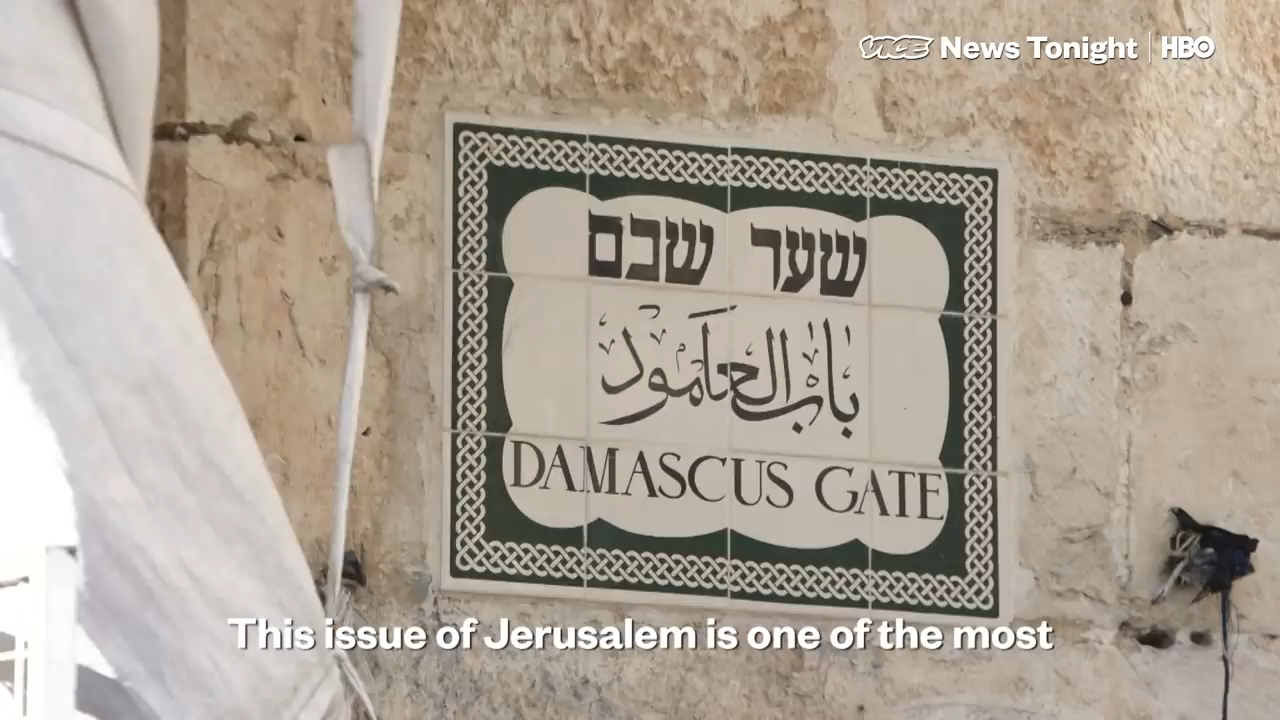 VICE News Tonight | HBO
שער שכם
باب العامود
DAMASCUS GATE
This issue of Jerusalem is one of the most